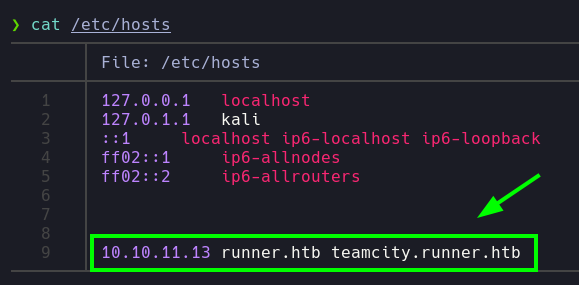 ❯ cat /etc/hosts
File: /etc/hosts
1 127.0.0.1 localhost
2 127.0.1.1 kali
3 ::1 localhost ip6-localhost ip6-loopback
4 ff02::1 ip6-allnodes
5 ff02::2 ip6-allrouters
6
7
8
9 10.10.11.13 runner.htb teamcity.runner.htb